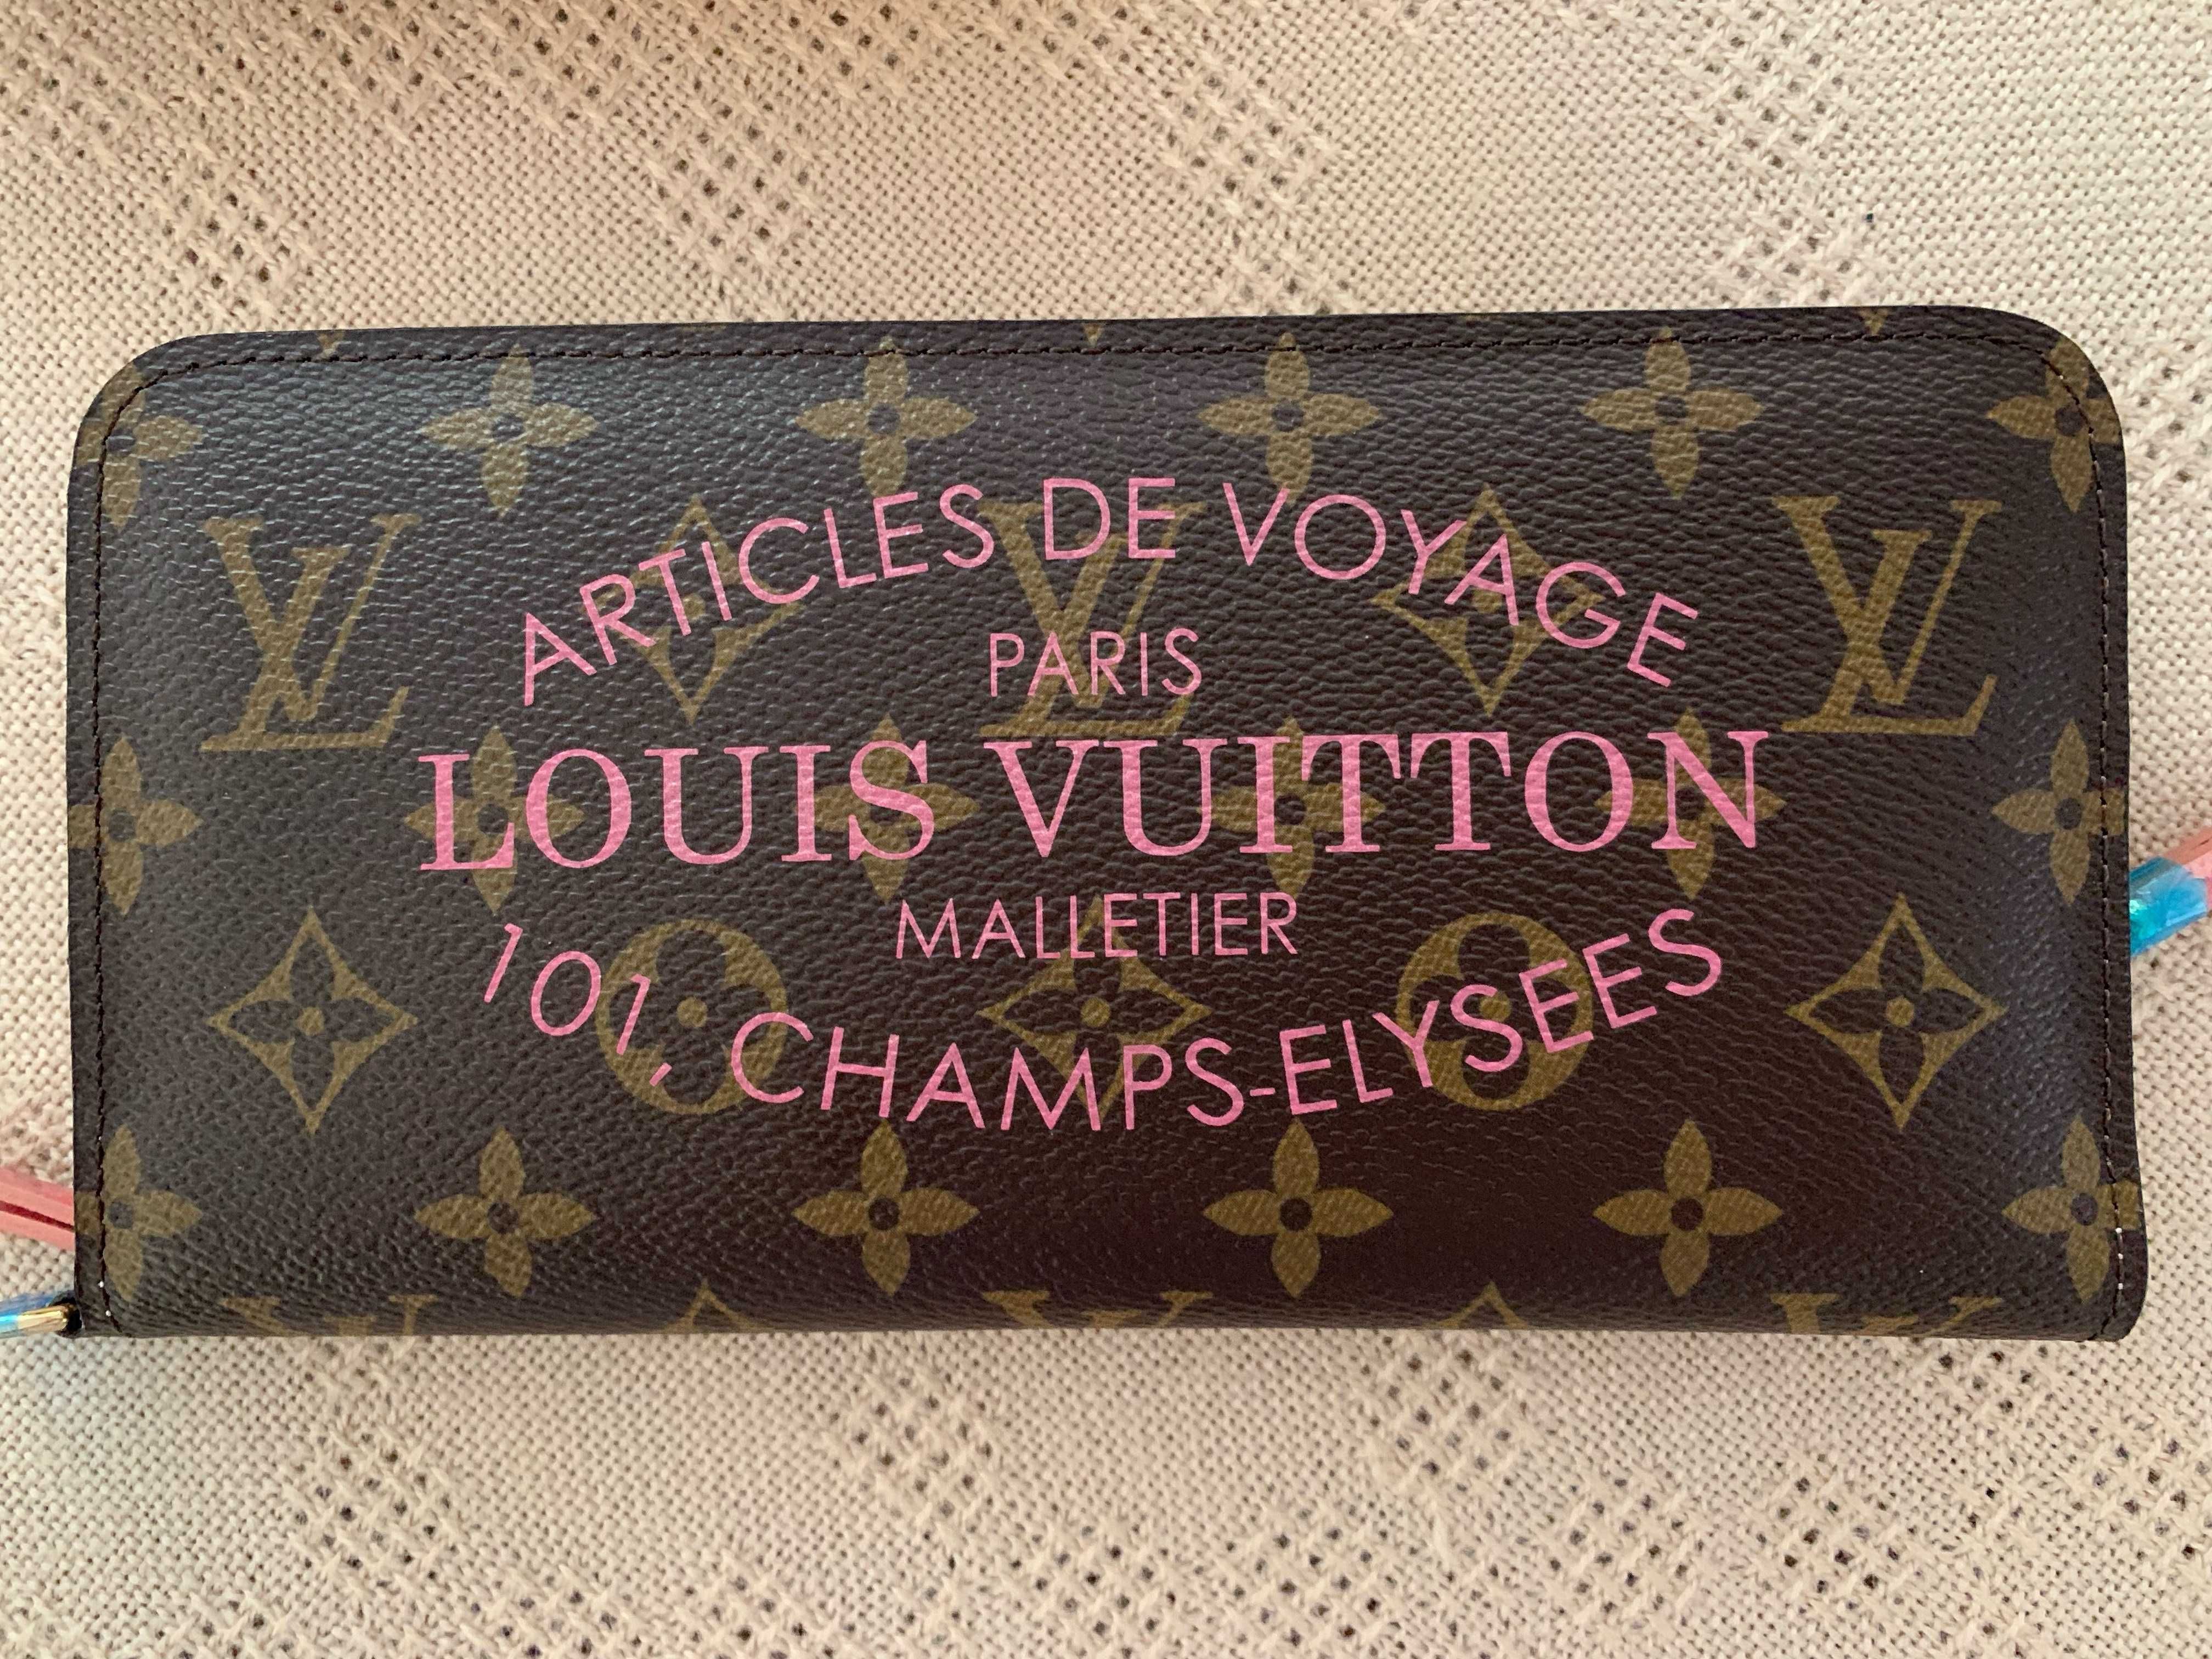 ARTICLES DE VOYAGE
PARIS
LOUIS VUITTON
MALLETIER
101, CHAMPS-ELYSEES